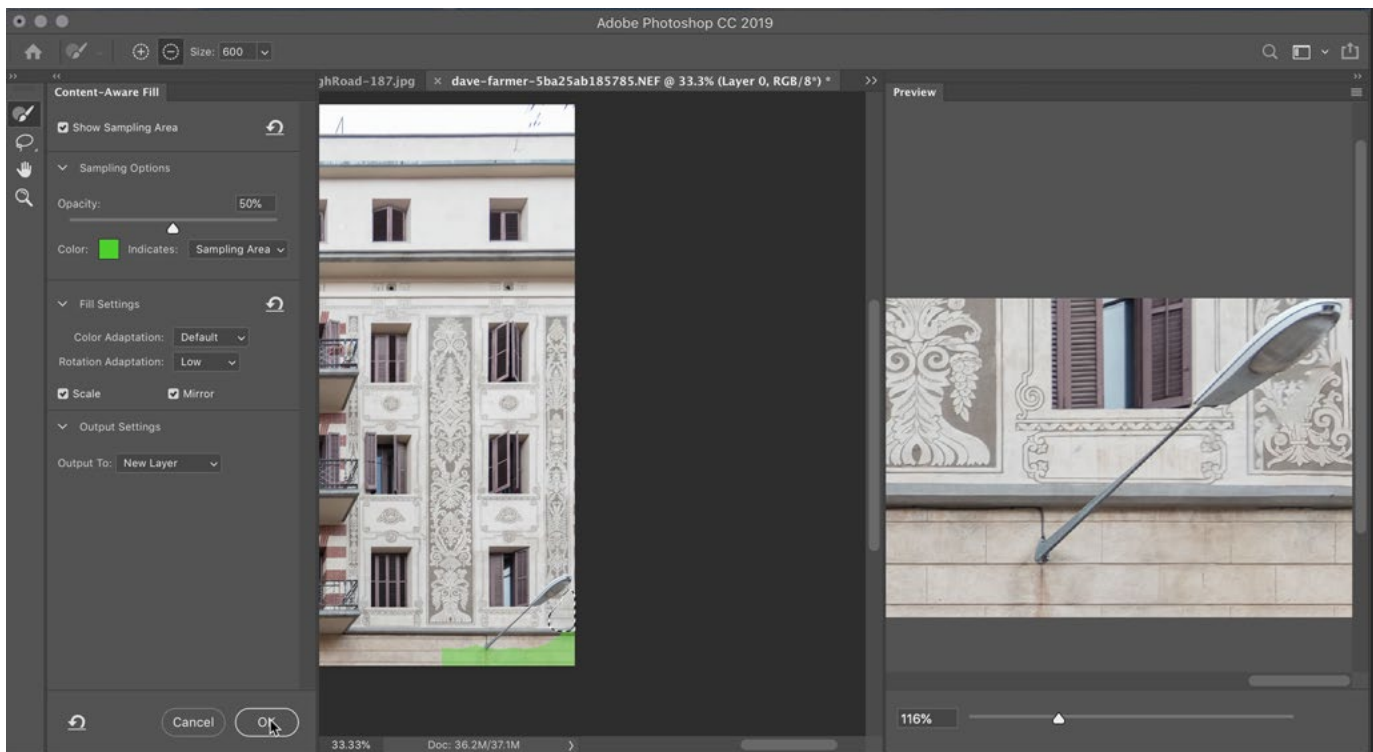 Adobe Photoshop CC 2019
Size: 600
ghRoad-187.jpg × dave-farmer-5ba25ab185785.NEF @ 33.3% (Layer 0, RGB/8*) *
Content-Aware Fill
Preview
Show Sampling Area
Sampling Options
Opacity: 50%
Color: Indicates: Sampling Area
Fill Settings
Color Adaptation: Default
Rotation Adaptation: Low
Scale Mirror
Output Settings
Output To: New Layer
Cancel OK
116%
33.33% Doc: 36.2M/37.1M